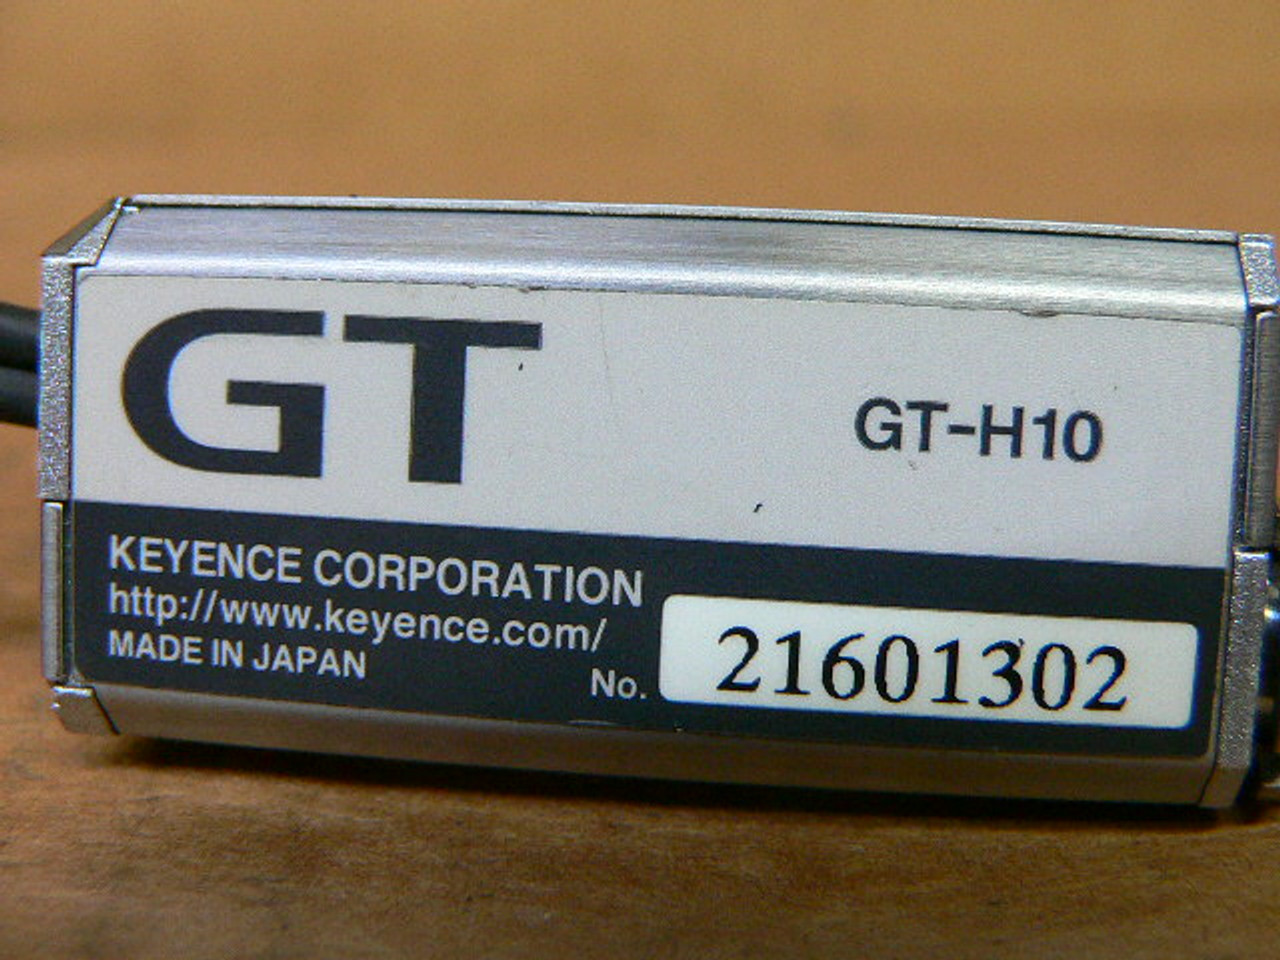 GT
GT-H10
KEYENCE CORPORATION
http://www.keyence.com/
MADE IN JAPAN
No. 21601302